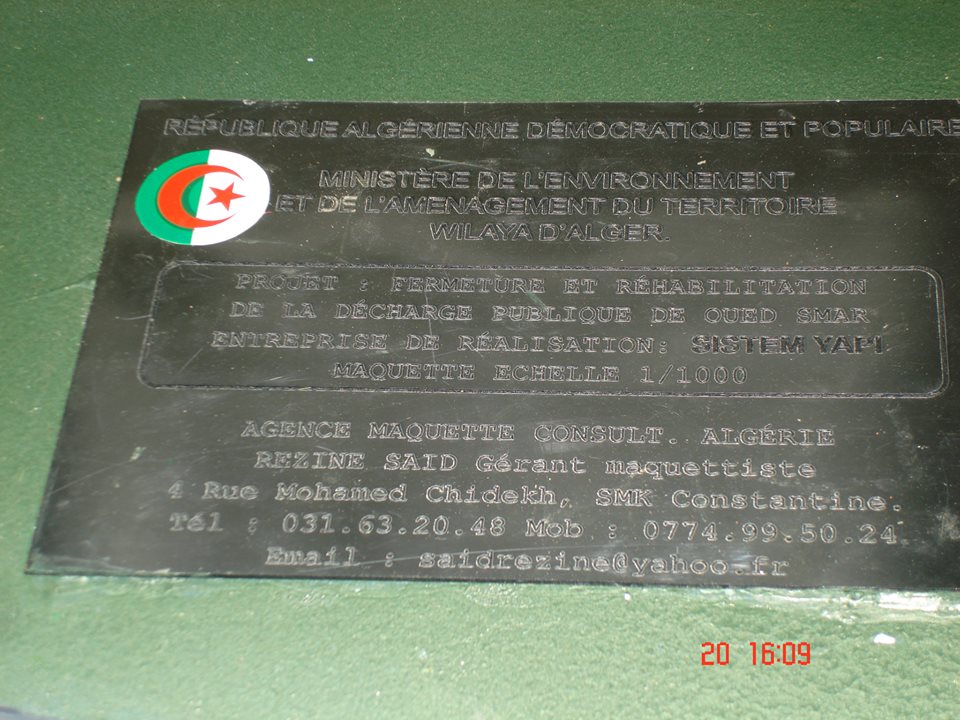 RÉPUBLIQUE ALGÉRIENNE DÉMOCRATIQUE ET POPULAIRE
MINISTÈRE DE L'ENVIRONNEMENT
ET DE L'AMENAGEMENT DU TERRITOIRE
WILAYA D'ALGER.
PROJET : FERMETURE ET RÉHABILITATION
DE LA DÉCHARGE PUBLIQUE DE OUED SMAR
ENTREPRISE DE RÉALISATION: SISTEM YAPI
MAQUETTE ECHELLE 1/1000
AGENCE MAQUETTE CONSULT. ALGÉRIE
REZINE SAID Gérant maquettiste
4 Rue Mohamed Chidekh, SMK Constantine.
Tél : 031.63.20.48 Mob : 0774.99.50.24
Email : saidrezine@yahoo.fr
20 16:09